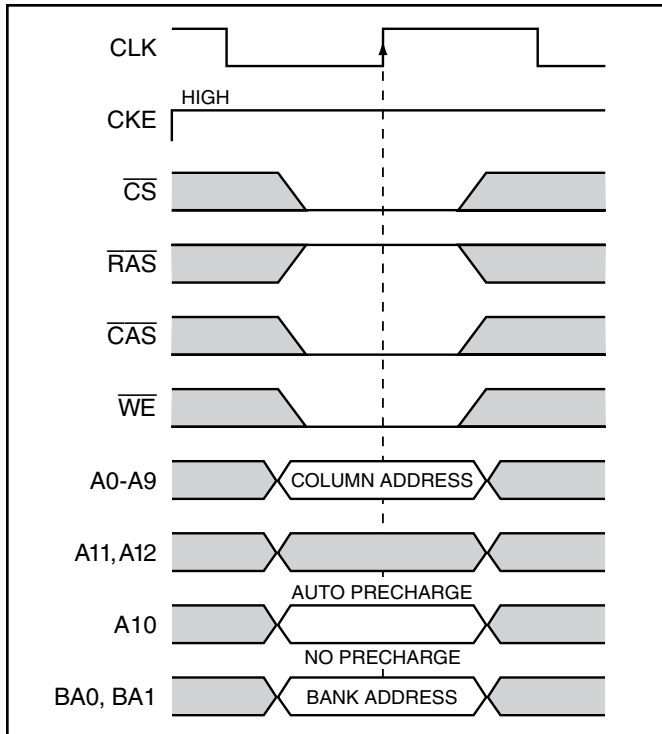 CLK
HIGH
CKE
CS
RAS
CAS
WE
A0-A9 COLUMN ADDRESS
A11, A12
AUTO PRECHARGE
A10
NO PRECHARGE
BA0, BA1 BANK ADDRESS